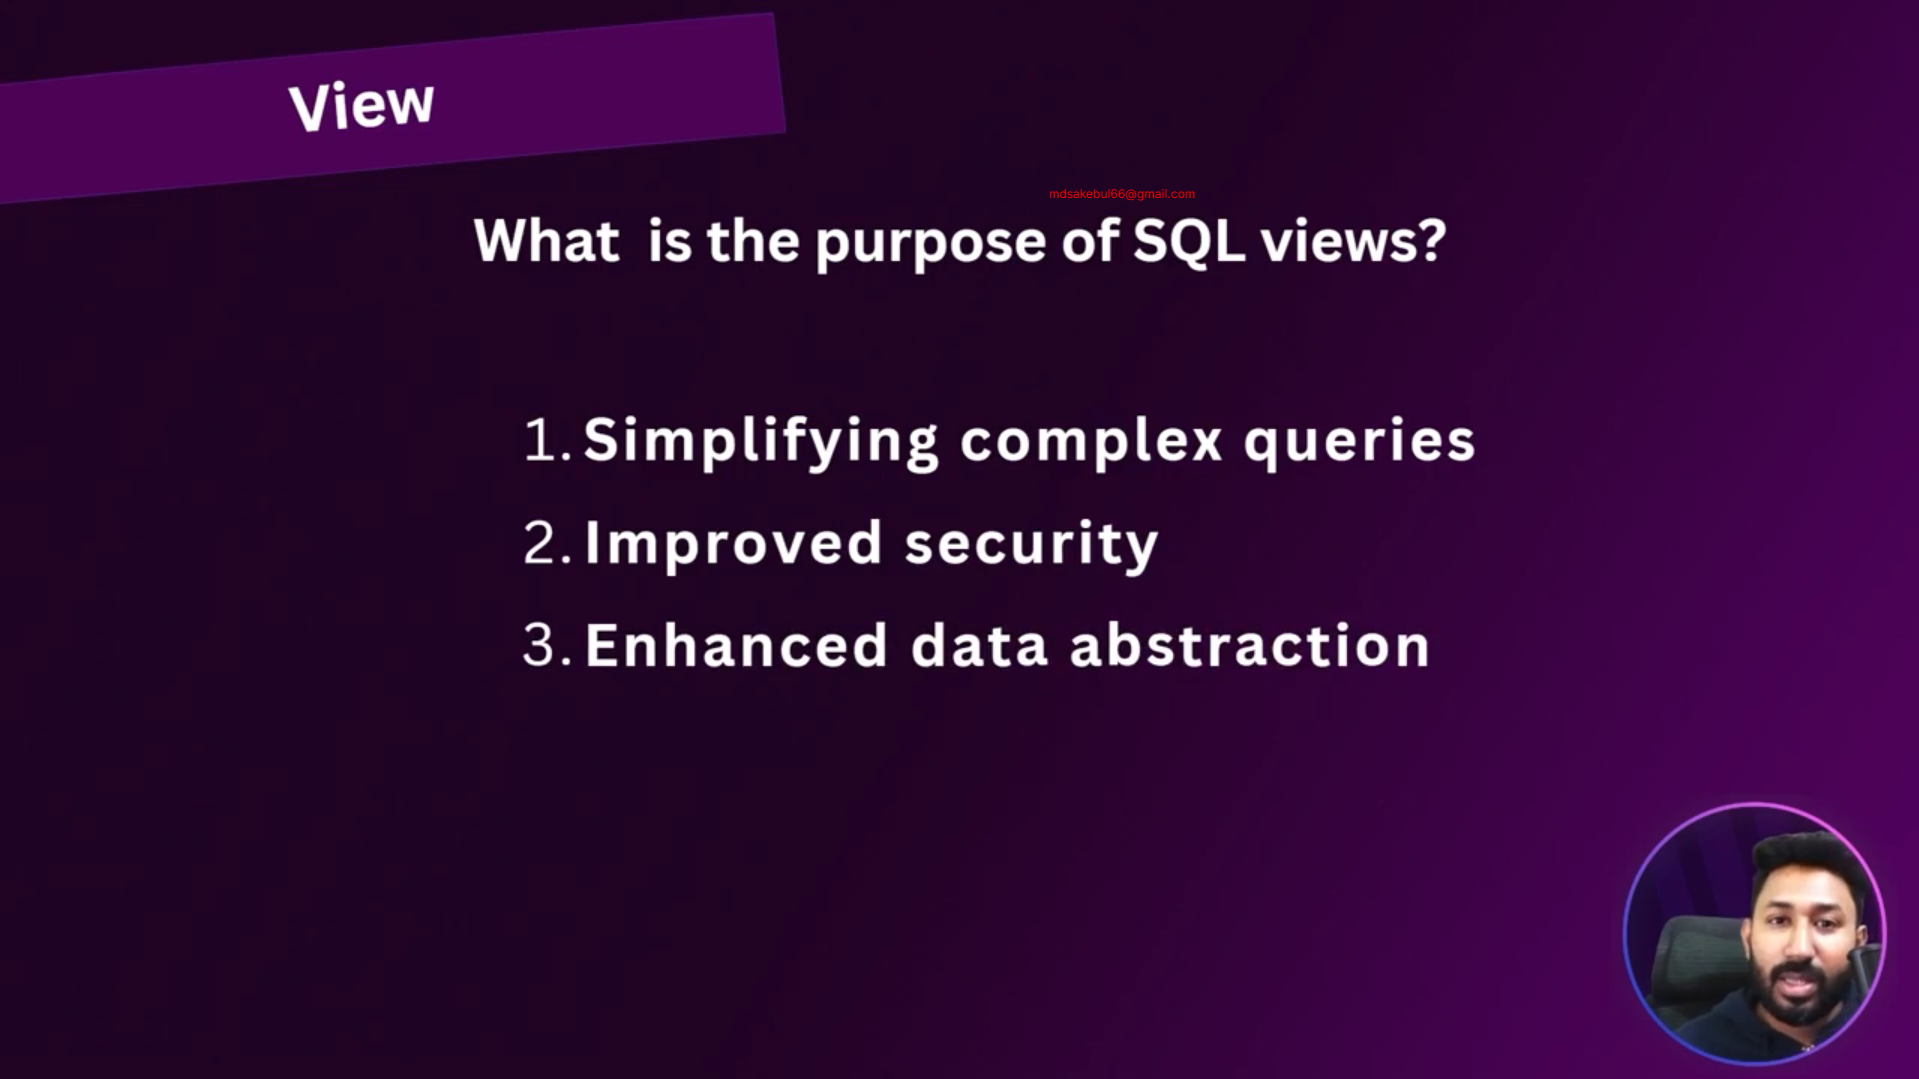 View
mdsakebul66@gmail.com
What is the purpose of SQL views?
1. Simplifying complex queries
2. Improved security
3. Enhanced data abstraction